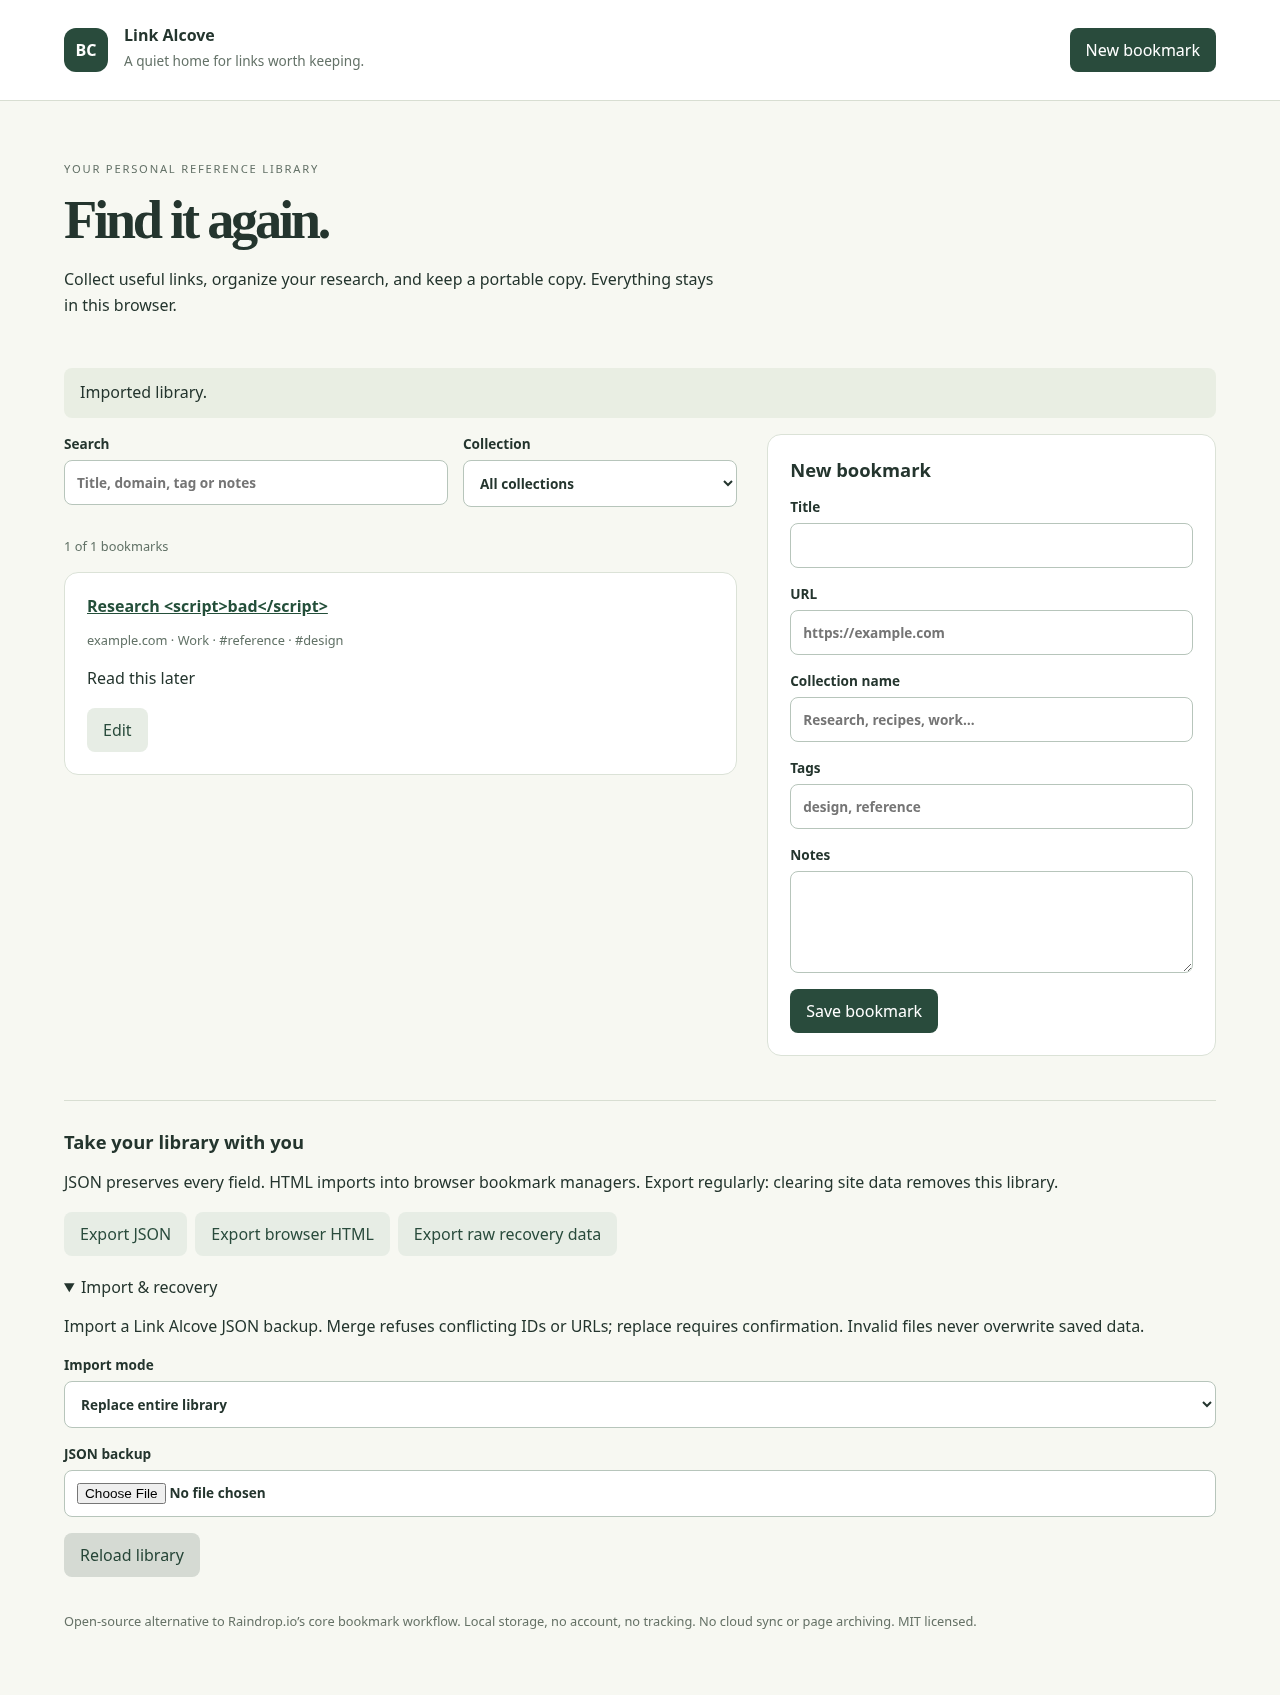 BC
Link Alcove
A quiet home for links worth keeping.
New bookmark
YOUR PERSONAL REFERENCE LIBRARY
Find it again.
Collect useful links, organize your research, and keep a portable copy. Everything stays
in this browser.
Imported library.
Search
Collection
Title, domain, tag or notes
All collections
1 of 1 bookmarks
Research <script>bad</script>
example.com · Work · #reference · #design
Read this later
Edit
New bookmark
Title
URL
https://example.com
Collection name
Research, recipes, work...
Tags
design, reference
Notes
Save bookmark
Take your library with you
JSON preserves every field. HTML imports into browser bookmark managers. Export regularly: clearing site data removes this library.
Export JSON
Export browser HTML
Export raw recovery data
▼ Import & recovery
Import a Link Alcove JSON backup. Merge refuses conflicting IDs or URLs; replace requires confirmation. Invalid files never overwrite saved data.
Import mode
Replace entire library
JSON backup
Choose File No file chosen
Reload library
Open-source alternative to Raindrop.io’s core bookmark workflow. Local storage, no account, no tracking. No cloud sync or page archiving. MIT licensed.